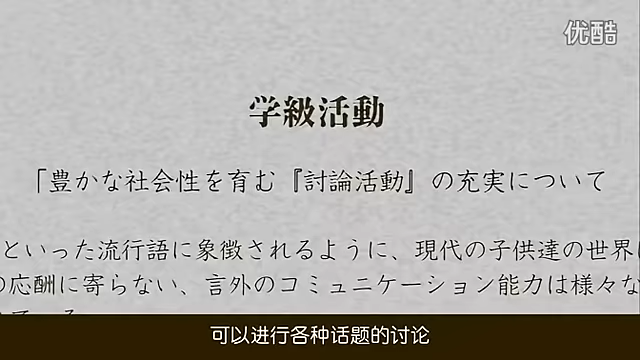 优酷
学級活動
「豊かな社会性を育む『討論活動』の充実について
といった流行語に象徴されるように、現代の子供達の世界に
の応酬に寄らない、言外のコミュニケーション能力は様々な
可以进行各种话题的讨论